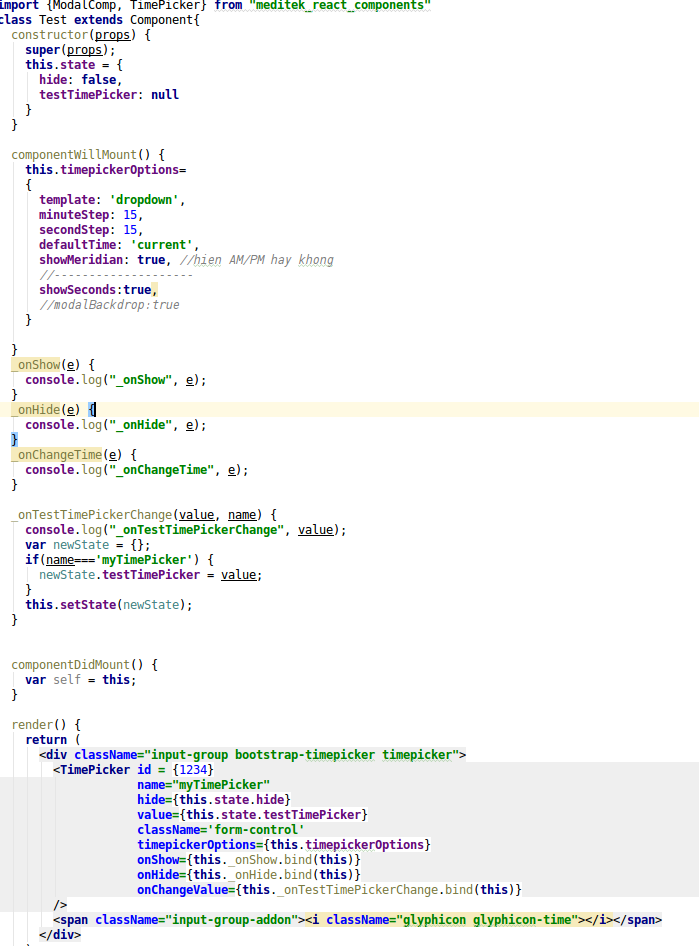 import {ModalComp, TimePicker} from "meditek_react_components"
class Test extends Component{
constructor(props) {
super(props);
this.state = {
hide: false,
testTimePicker: null
}
}
componentWillMount() {
this.timepickerOptions=
{
template: 'dropdown',
minuteStep: 15,
secondStep: 15,
defaultTime: 'current',
showMeridian: true, //hien AM/PM hay khong
//--------------------
showSeconds:true,
//modalBackdrop:true
}
}
_onShow(e) {
console.log("_onShow", e);
}
_onHide(e) {
console.log("_onHide", e);
}
_onChangeTime(e) {
console.log("_onChangeTime", e);
}
_onTestTimePickerChange(value, name) {
console.log("_onTestTimePickerChange", value);
var newState = {};
if(name==='myTimePicker') {
newState.testTimePicker = value;
}
this.setState(newState);
}
componentDidMount() {
var self = this;
}
render() {
return (
<div className="input-group bootstrap-timepicker timepicker">
<TimePicker id = {1234}
name="myTimePicker"
hide={this.state.hide}
value={this.state.testTimePicker}
className='form-control'
timepickerOptions={this.timepickerOptions}
onShow={this._onShow.bind(this)}
onHide={this._onHide.bind(this)}
onChangeValue={this._onTestTimePickerChange.bind(this)}
/>
<span className="input-group-addon"><i className="glyphicon glyphicon-time"></i></span>
</div>